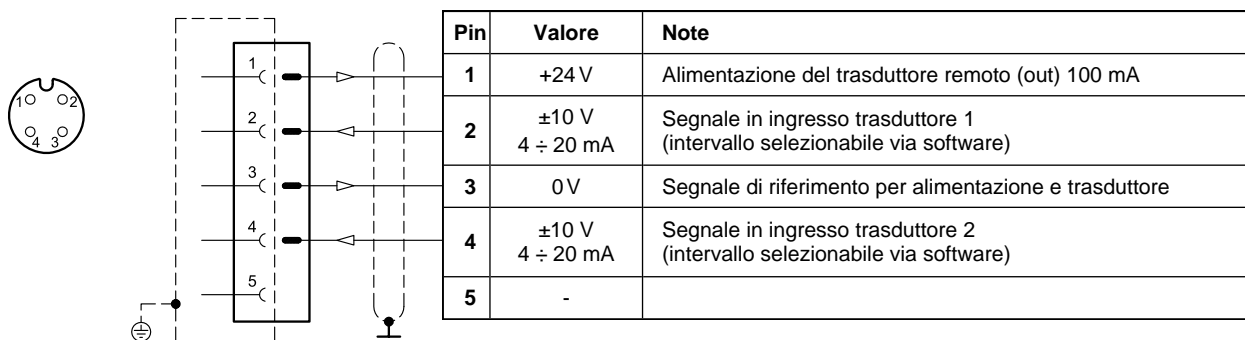 1 2
4 3
1
2
3
4
5
Pin Valore Note
1 +24 V Alimentazione del trasduttore remoto (out) 100 mA
2 ±10 V
4 ÷ 20 mA Segnale in ingresso trasduttore 1
(intervallo selezionabile via software)
3 0 V Segnale di riferimento per alimentazione e trasduttore
4 ±10 V
4 ÷ 20 mA Segnale in ingresso trasduttore 2
(intervallo selezionabile via software)
5 -